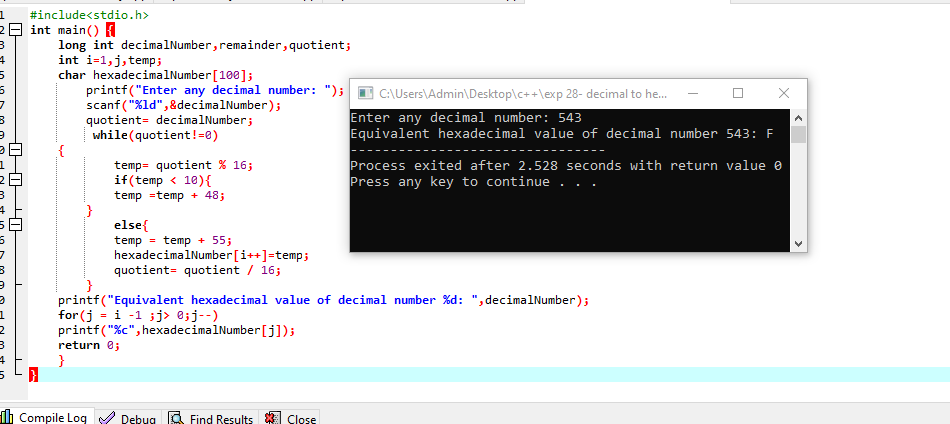 1 #include<stdio.h>
2 int main() {
3 long int decimalNumber,remainder,quotient;
4 int i=1,j,temp;
5 char hexadecimalNumber[100];
6 printf("Enter any decimal number: ");
7 scanf("%ld",&decimalNumber);
8 quotient= decimalNumber;
9 while(quotient!=0)
0 {
1 temp= quotient % 16;
2 if(temp < 10){
3 temp =temp + 48;
4 }
5 else{
6 temp = temp + 55;
7 hexadecimalNumber[i++]=temp;
8 quotient= quotient / 16;
9 }
0 printf("Equivalent hexadecimal value of decimal number %d: ",decimalNumber);
1 for(j = i -1 ;j> 0;j--)
2 printf("%c",hexadecimalNumber[j]);
3 return 0;
4 }
5 }
C:\Users\Admin\Desktop\c++\exp 28- decimal to he...
Enter any decimal number: 543
Equivalent hexadecimal value of decimal number 543: F
--------------------------------
Process exited after 2.528 seconds with return value 0
Press any key to continue . . .
Compile Log Debug Find Results Close